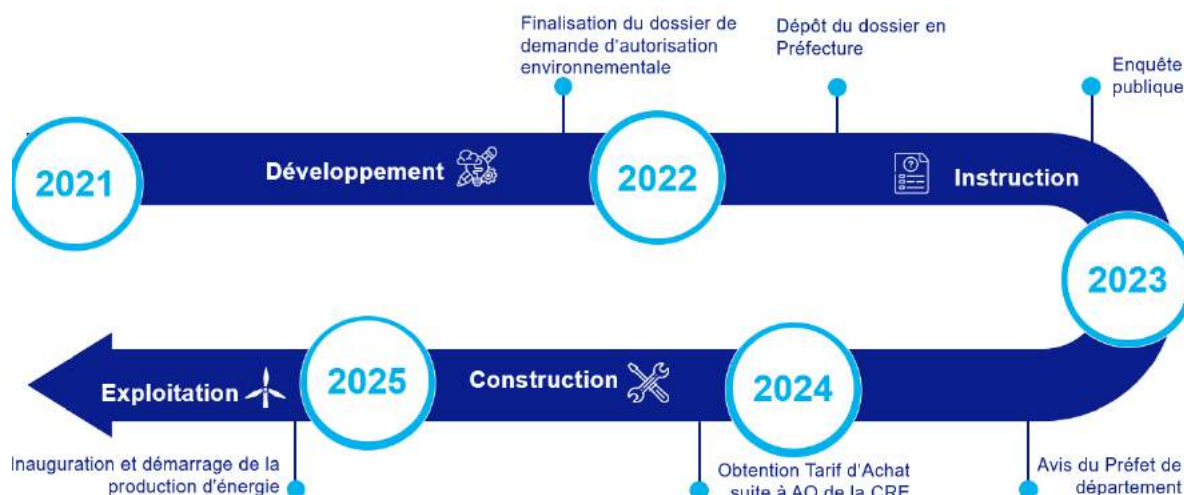 Finalisation du dossier de
demande d'autorisation
environnementale
Dépôt du dossier en
Préfecture
Enquête
publique
2021
Développement
2022
Instruction
2023
Exploitation
2025
Construction
2024
Inauguration et démarrage de la
production d'énergie
Obtention Tarif d'Achat
suite à AO de la CRE
Avis du Préfet de
département